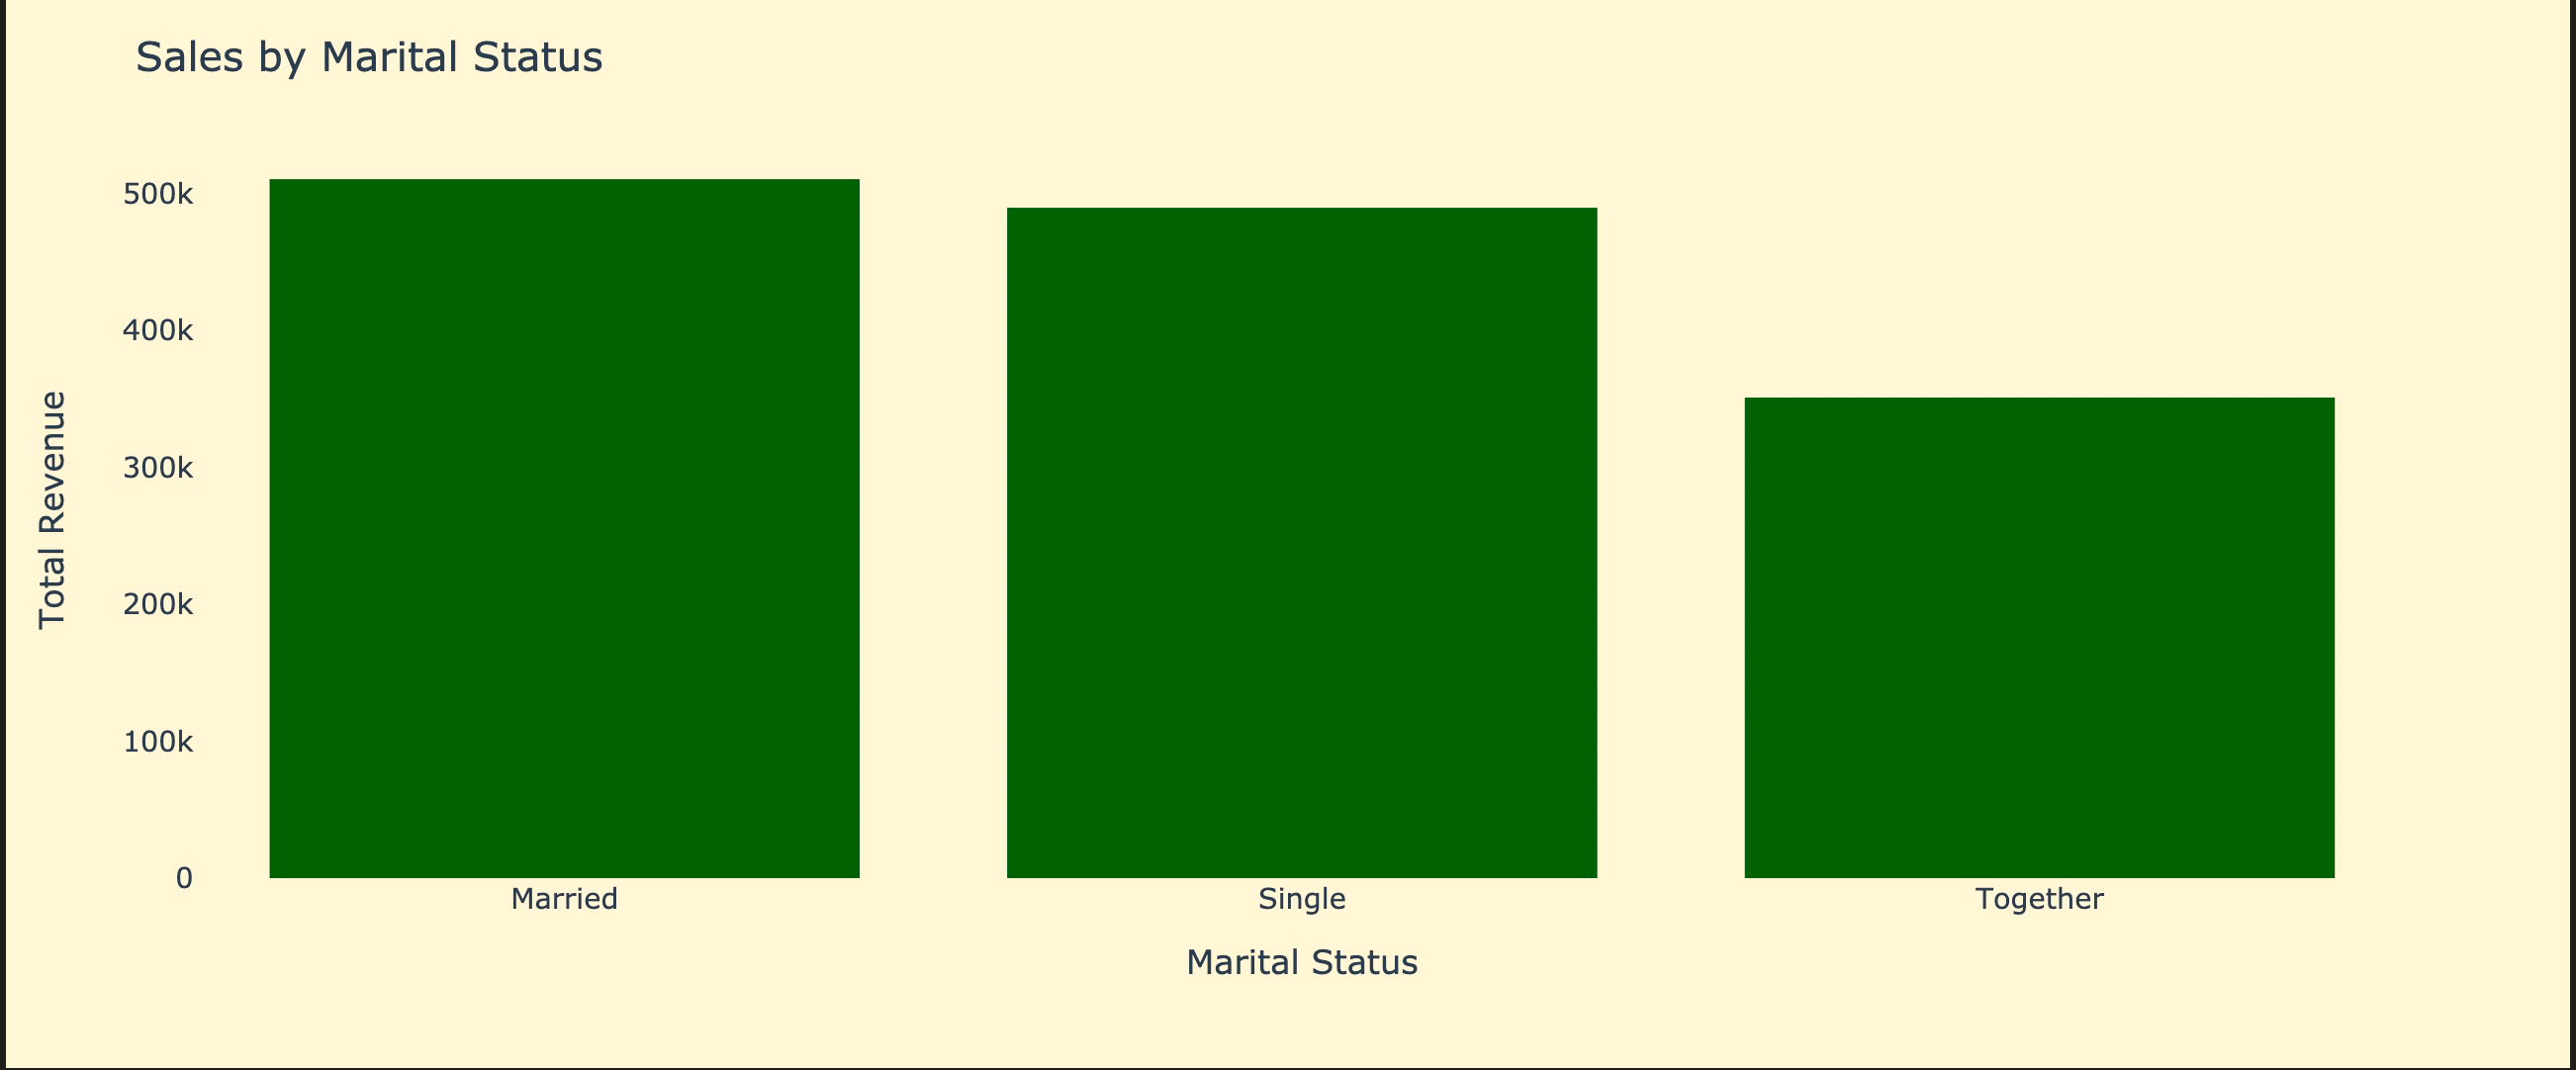 Sales by Marital Status
500k
400k
300k
200k
100k
0
Total Revenue
Married
Single
Together
Marital Status